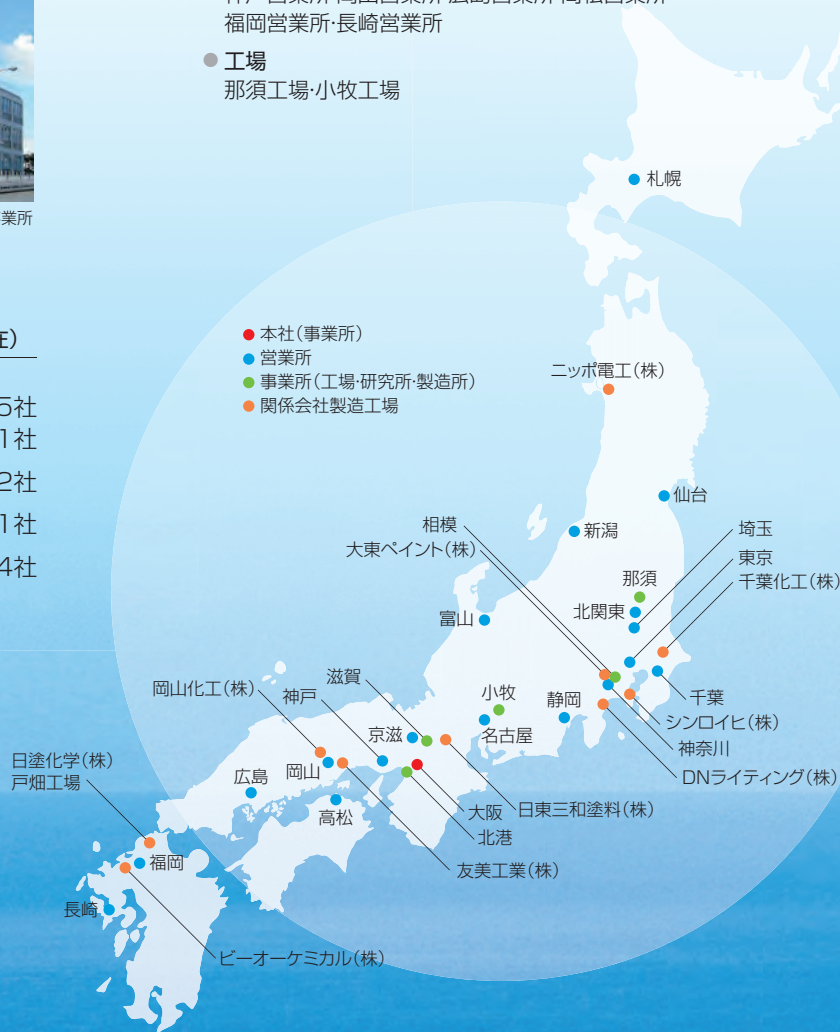 福岡営業所・長崎営業所
工場
那須工場・小牧工場
業所
在）
5社
1社
2社
1社
4社
本社（事業所）
営業所
事業所（工場・研究所・製造所）
関係会社製造工場
札幌
ニッポ電工（株）
仙台
新潟
相模
大東ペイント（株）
埼玉
東京
千葉化工（株）
那須
北関東
富山
千葉
シンロイヒ（株）
神奈川
DNライティング（株）
静岡
小牧
名古屋
滋賀
京滋
神戸
岡山化工（株）
岡山
広島
高松
大阪
北港
日東三和塗料（株）
友美工業（株）
日塗化学（株）
戸畑工場
福岡
長崎
ビーオーケミカル（株）